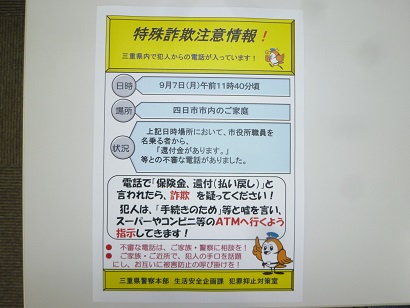 特殊詐欺注意情報!
三重県内で犯人からの電話が入っています!
日時
9月7日(月)午前11時40分頃
場所
四日市市内のご家庭
状況
上記日時場所において、市役所職員を
名乗る者から、
「還付金があります。」
等との不審な電話がありました。
電話で「保険金、還付(払い戻し)」と
言われたら、詐欺 を疑ってください!
犯人は、「手続きのため」等と嘘を言い、
スーパーやコンビニ等のATMへ行くよう
指示してきます!
● 不審な電話は、ご家族・警察に相談を!
● ご家族・ご近所で、犯人の手口を話題
にし、お互いに被害防止の呼び掛けを!
三重県警察本部 生活安全企画課 犯罪抑止対策室